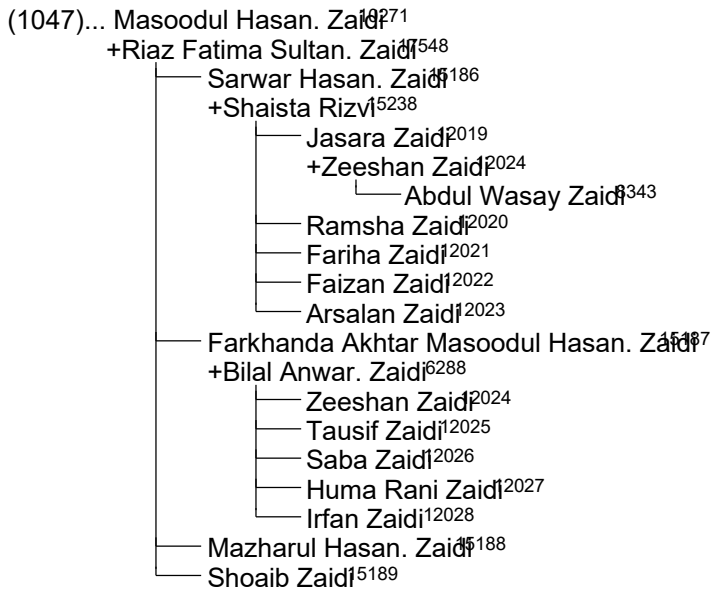 (1047)... Masoodul Hasan. Zaidi10271
+Riaz Fatima Sultan. Zaidi17548
Sarwar Hasan. Zaidi15186
+Shaista Rizvi15238
Jasara Zaidi12019
+Zeeshan Zaidi12024
Abdul Wasay Zaidi8343
Ramsha Zaidi12020
Fariha Zaidi12021
Faizan Zaidi12022
Arsalan Zaidi12023
Farkhanda Akhtar Masoodul Hasan. Zaidi15187
+Bilal Anwar. Zaidi6288
Zeeshan Zaidi12024
Tausif Zaidi12025
Saba Zaidi12026
Huma Rani Zaidi12027
Irfan Zaidi12028
Mazharul Hasan. Zaidi15188
Shoaib Zaidi15189